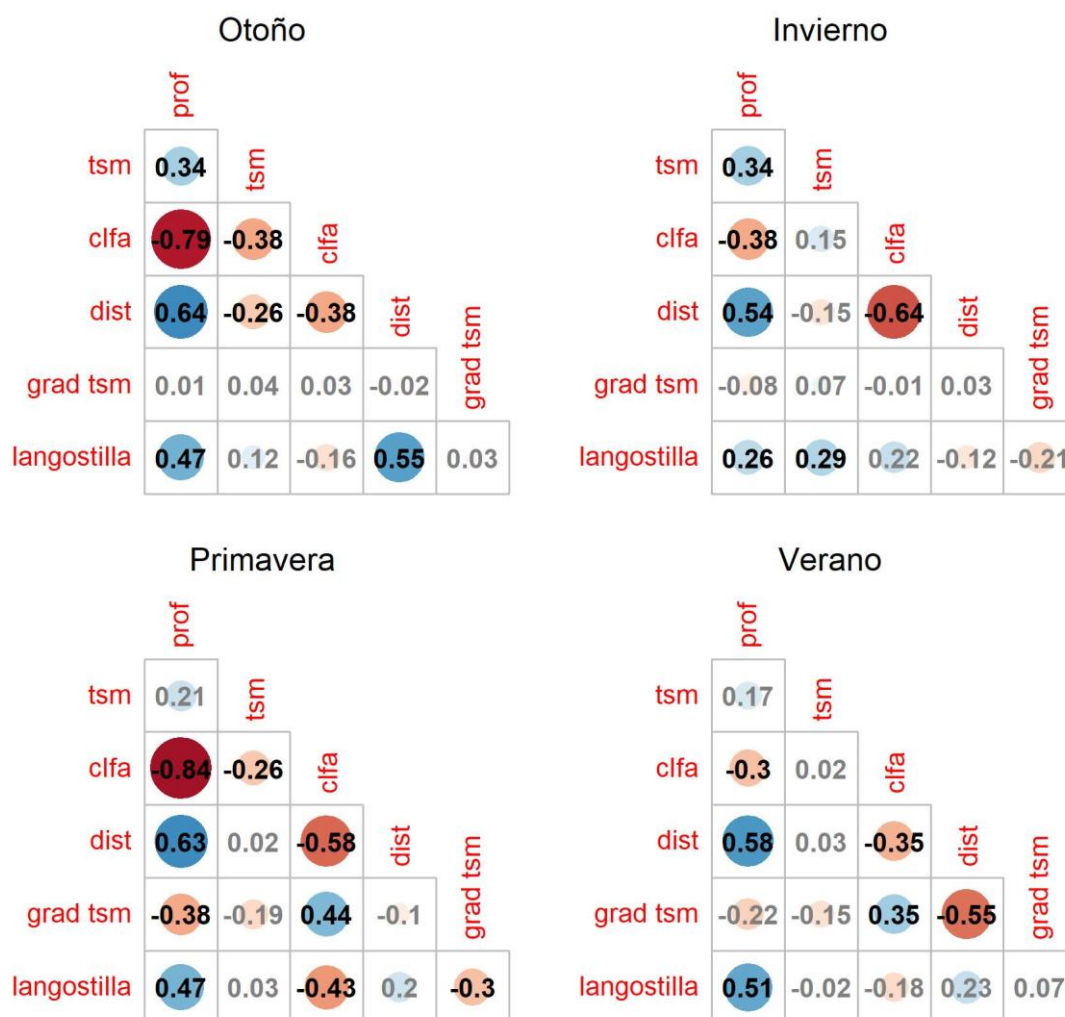 Otoño
prof
tsm 0.34 tsm
clfa -0.79 -0.38 clfa
dist 0.64 -0.26 -0.38 dist
grad tsm 0.01 0.04 0.03 -0.02 grad tsm
langostilla 0.47 0.12 -0.16 0.55 0.03
Invierno
prof
tsm 0.34 tsm
clfa -0.38 0.15 clfa
dist 0.54 -0.15 -0.64 dist
grad tsm -0.08 0.07 -0.01 0.03 grad tsm
langostilla 0.26 0.29 0.22 -0.12 -0.21
Primavera
prof
tsm 0.21 tsm
clfa -0.84 -0.26 clfa
dist 0.63 0.02 -0.58 dist
grad tsm -0.38 -0.19 0.44 -0.1 grad tsm
langostilla 0.47 0.03 -0.43 0.2 -0.3
Verano
prof
tsm 0.17 tsm
clfa -0.3 0.02 clfa
dist 0.58 0.03 -0.35 dist
grad tsm -0.22 -0.15 0.35 -0.55 grad tsm
langostilla 0.51 -0.02 -0.18 0.23 0.07